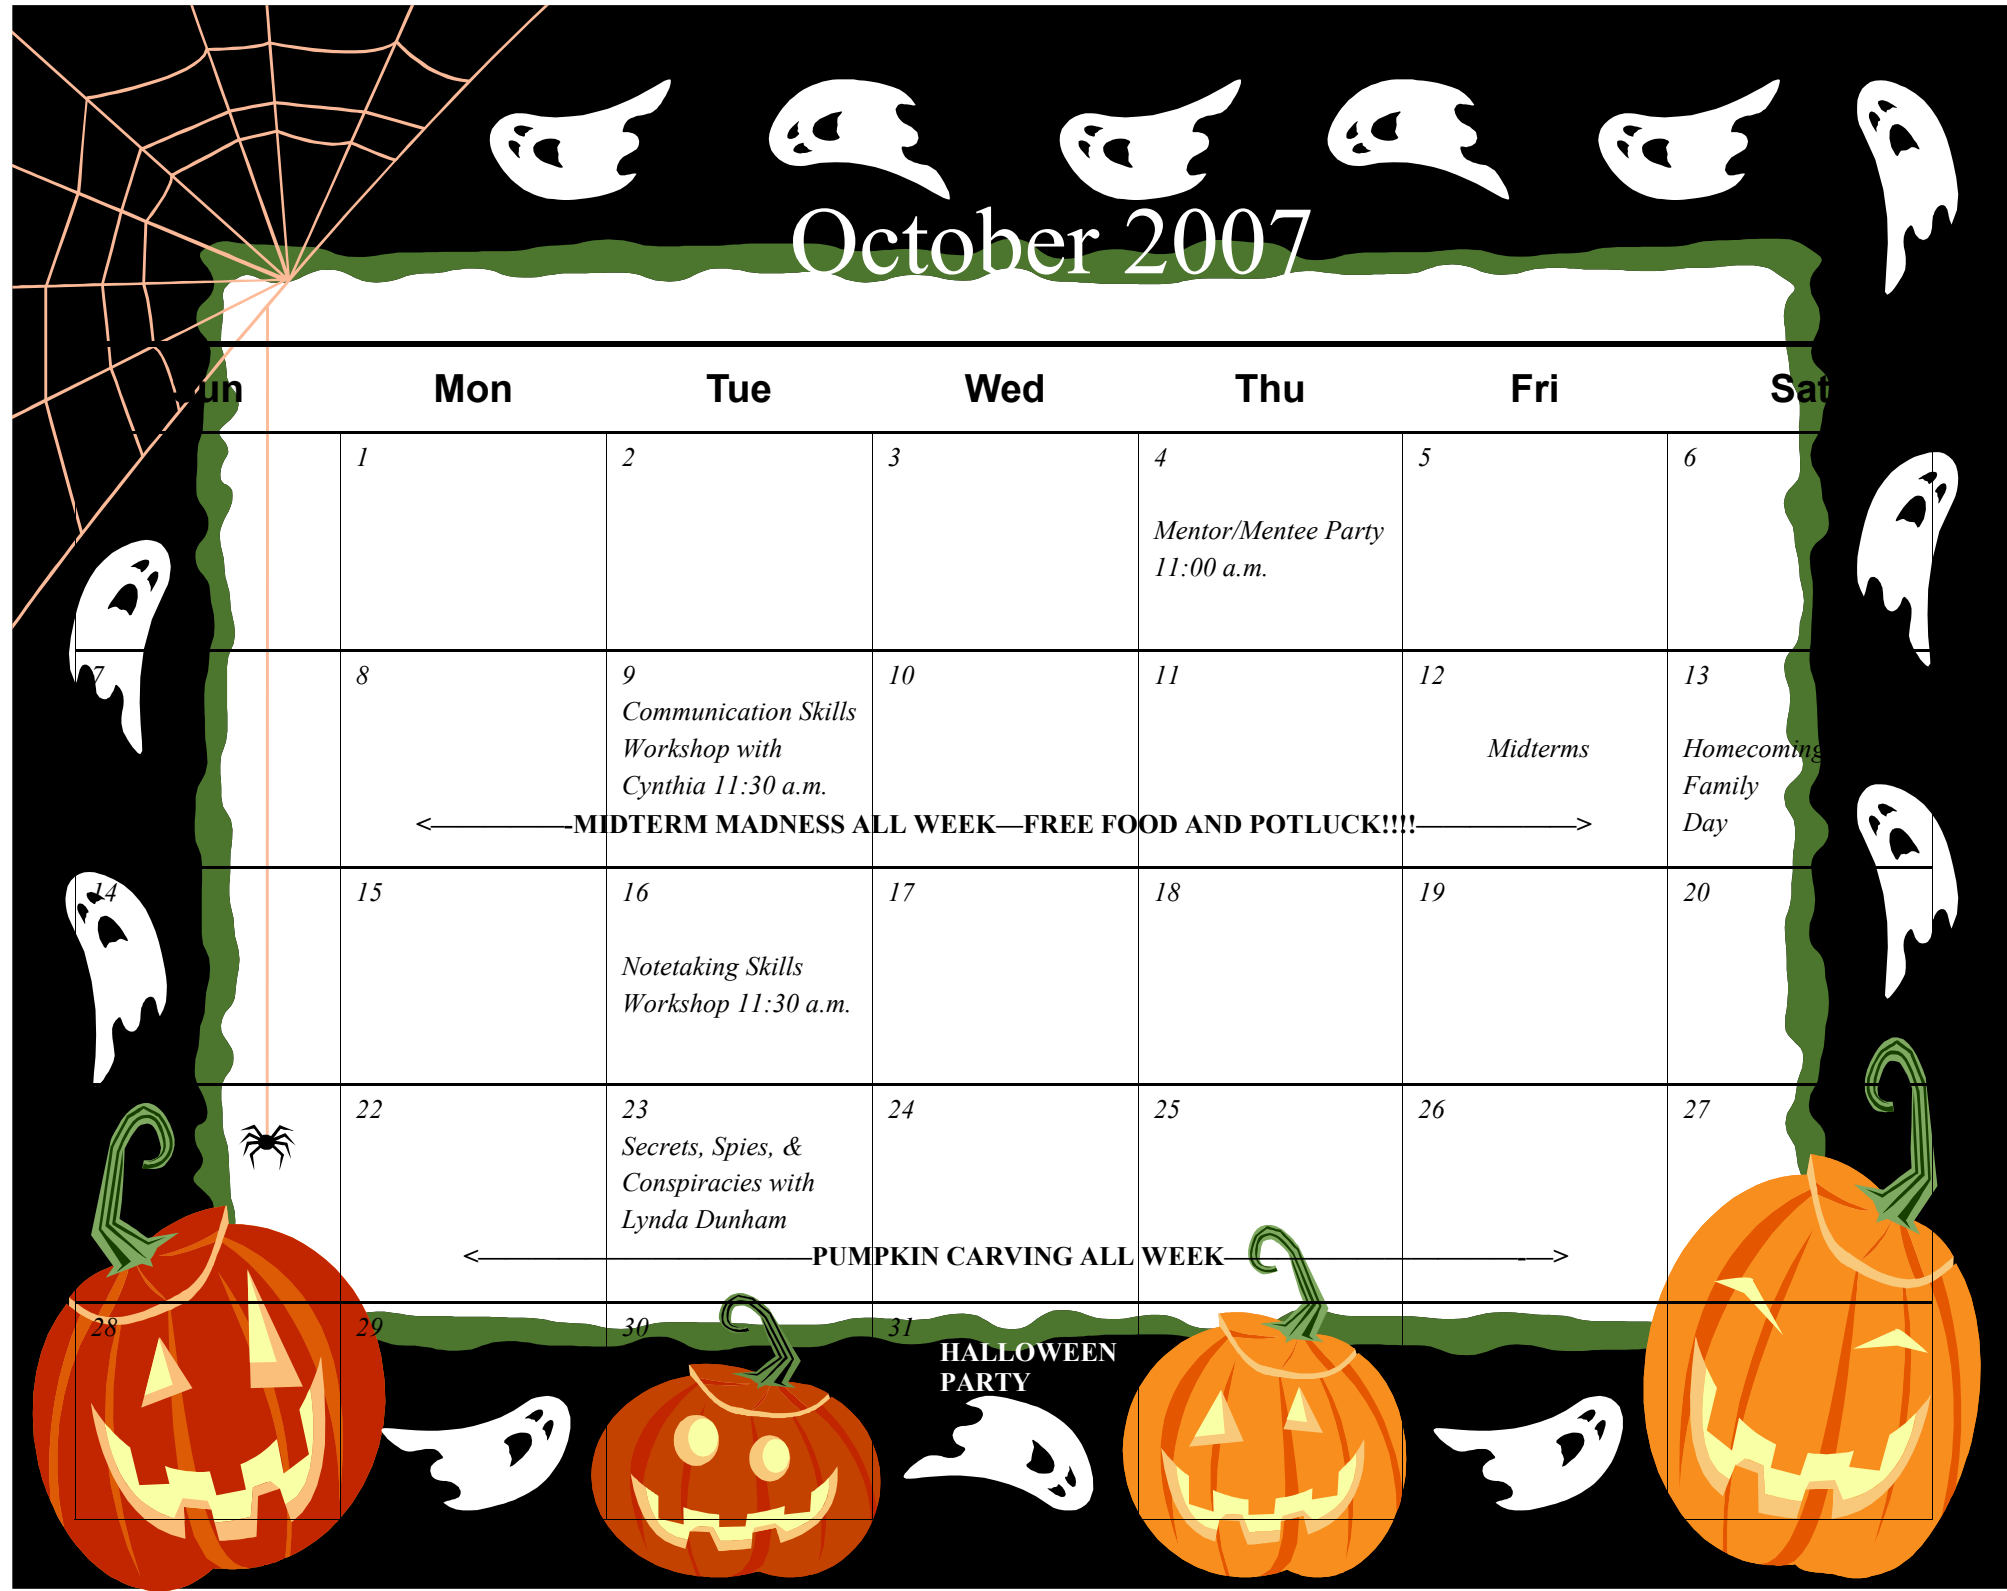 October 2007
Sun Mon Tue Wed Thu Fri Sat
1 2 3 4 5 6
Mentor/Mentee Party
11:00 a.m.
7 8 9 10 11 12 13
Communication Skills
Workshop with
Cynthia 11:30 a.m.
Midterms
Homecoming
Family
Day
<——————-MIDTERM MADNESS ALL WEEK—FREE FOOD AND POTLUCK!!!!——————>
14 15 16 17 18 19 20
Notetaking Skills
Workshop 11:30 a.m.
22 23 24 25 26 27
Secrets, Spies, &
Conspiracies with
Lynda Dunham
<—————————————PUMPKIN CARVING ALL WEEK———————————-—>
28 29 30 31
HALLOWEEN
PARTY